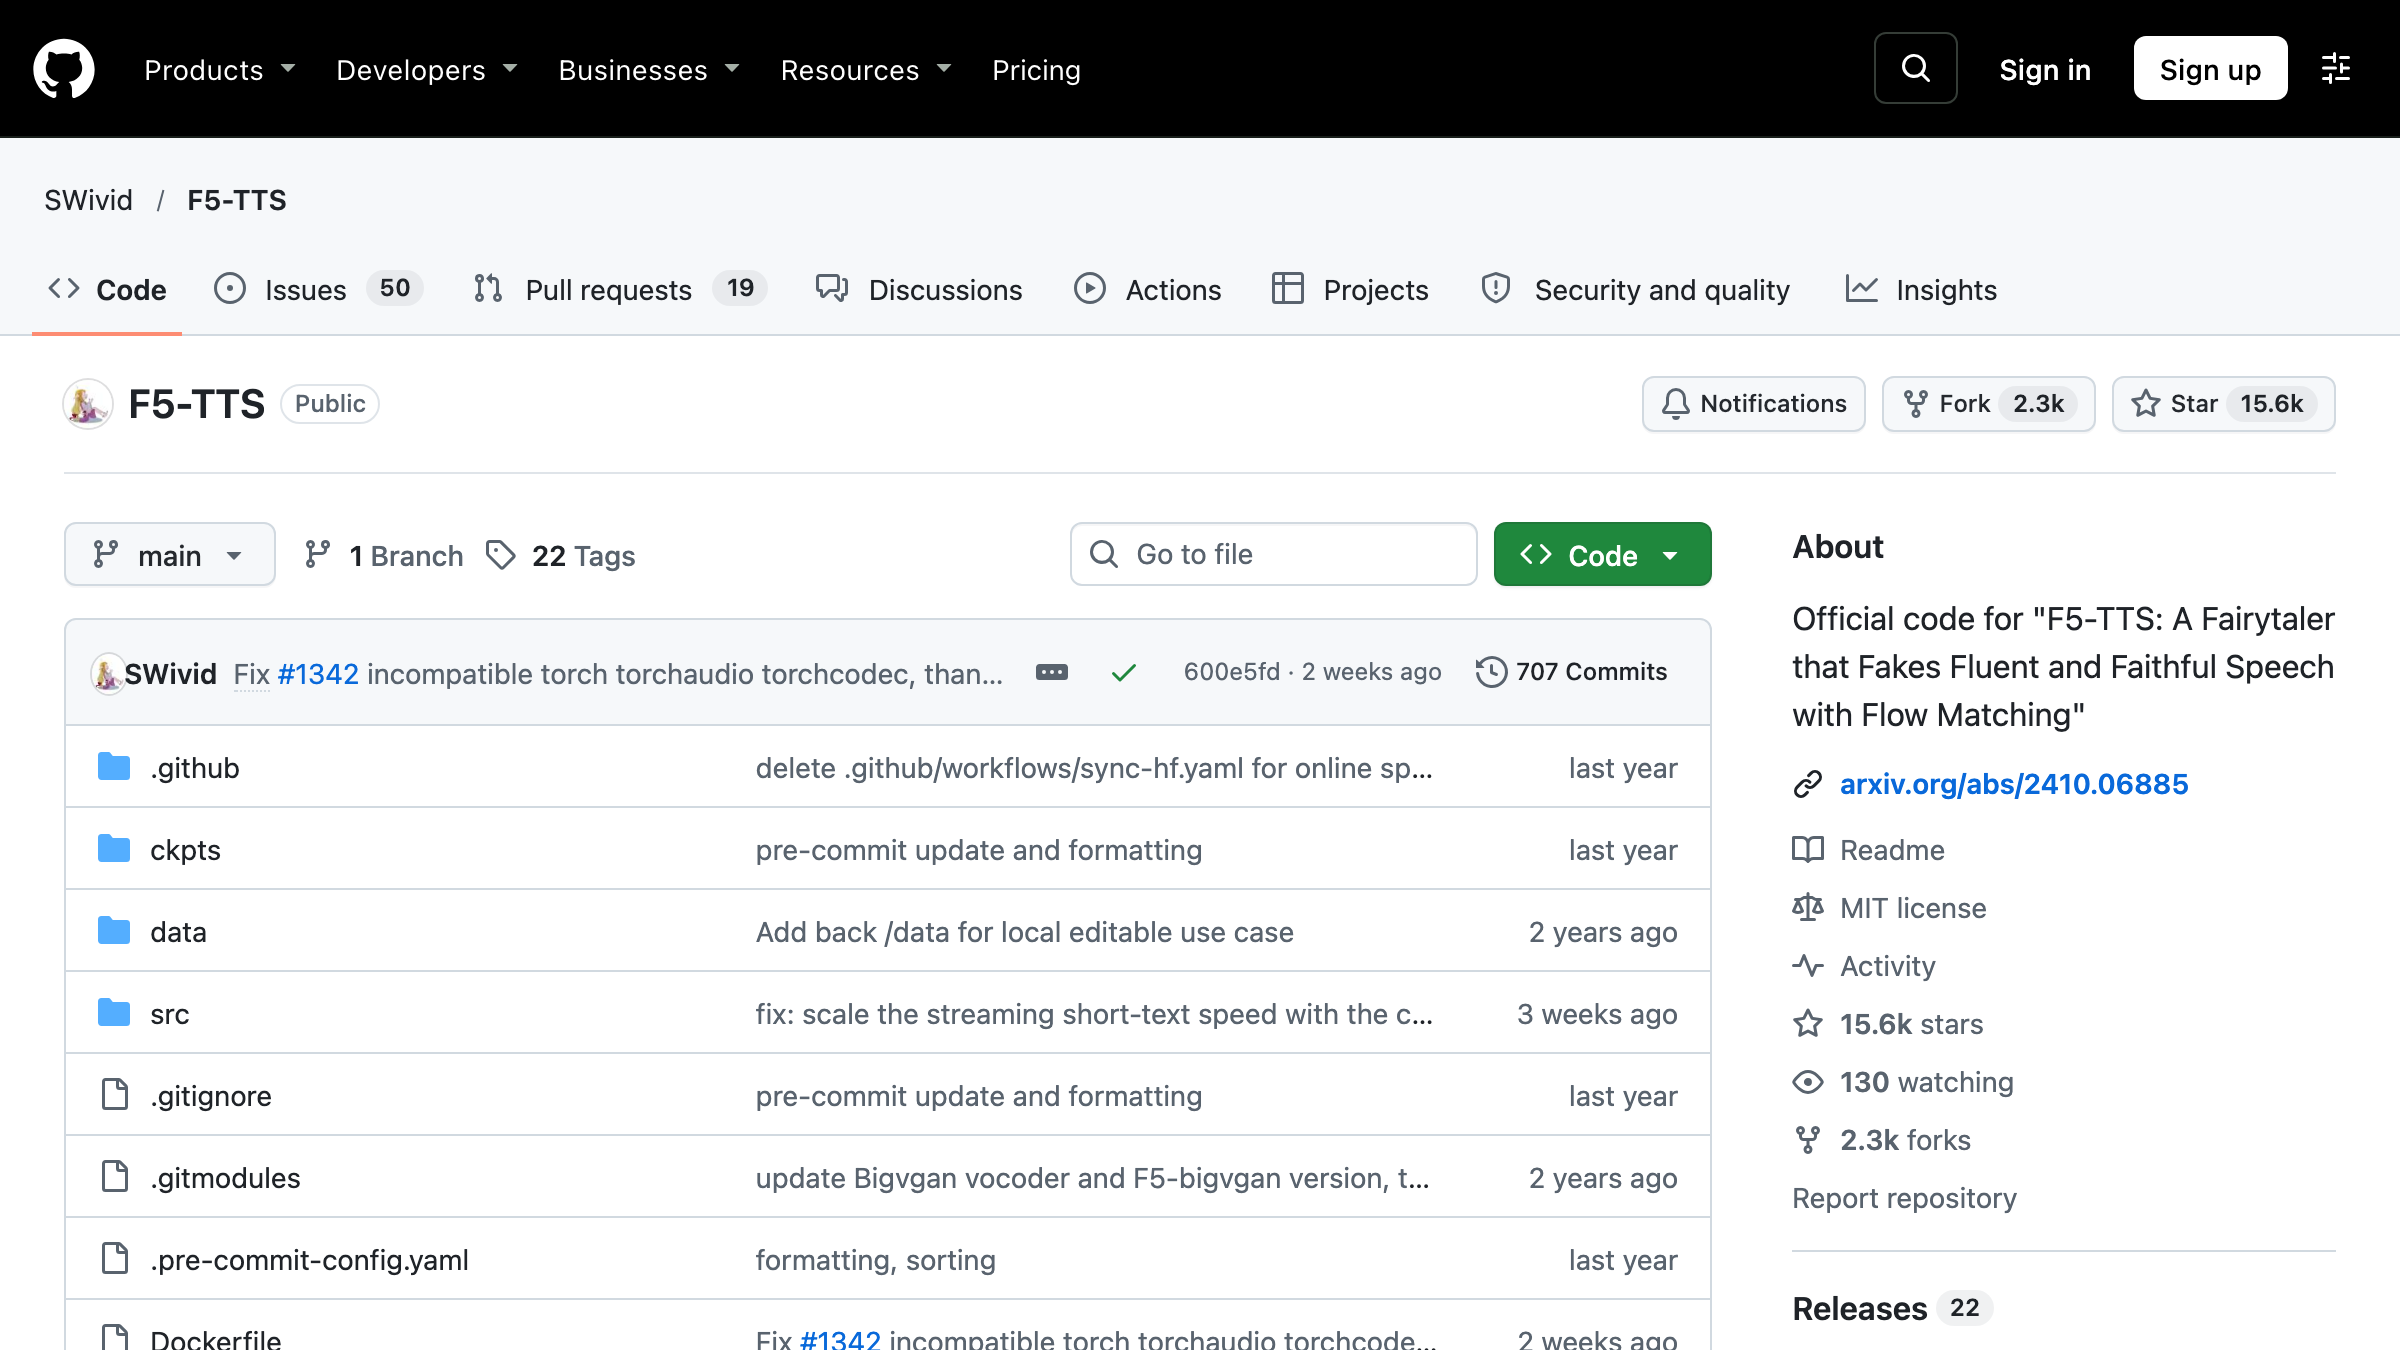 Products Developers Businesses Resources Pricing Sign in Sign up
SWivid / F5-TTS
Code Issues 50 Pull requests 19 Discussions Actions Projects Security and quality Insights
F5-TTS Public Notifications Fork 2.3k Star 15.6k
main 1 Branch 22 Tags Go to file Code
SWivid Fix #1342 incompatible torch torchaudio torchcodec, than... 600e5fd · 2 weeks ago 707 Commits
.github delete .github/workflows/sync-hf.yaml for online sp... last year
ckpts pre-commit update and formatting last year
data Add back /data for local editable use case 2 years ago
src fix: scale the streaming short-text speed with the c... 3 weeks ago
.gitignore pre-commit update and formatting last year
.gitmodules update Bigvgan vocoder and F5-bigvgan version, t... 2 years ago
.pre-commit-config.yaml formatting, sorting last year
Dockerfile Fix #1342 incompatible torch torchaudio torchcode... 2 weeks ago
About
Official code for "F5-TTS: A Fairytaler
that Fakes Fluent and Faithful Speech
with Flow Matching"
arxiv.org/abs/2410.06885
Readme
MIT license
Activity
15.6k stars
130 watching
2.3k forks
Report repository
Releases 22